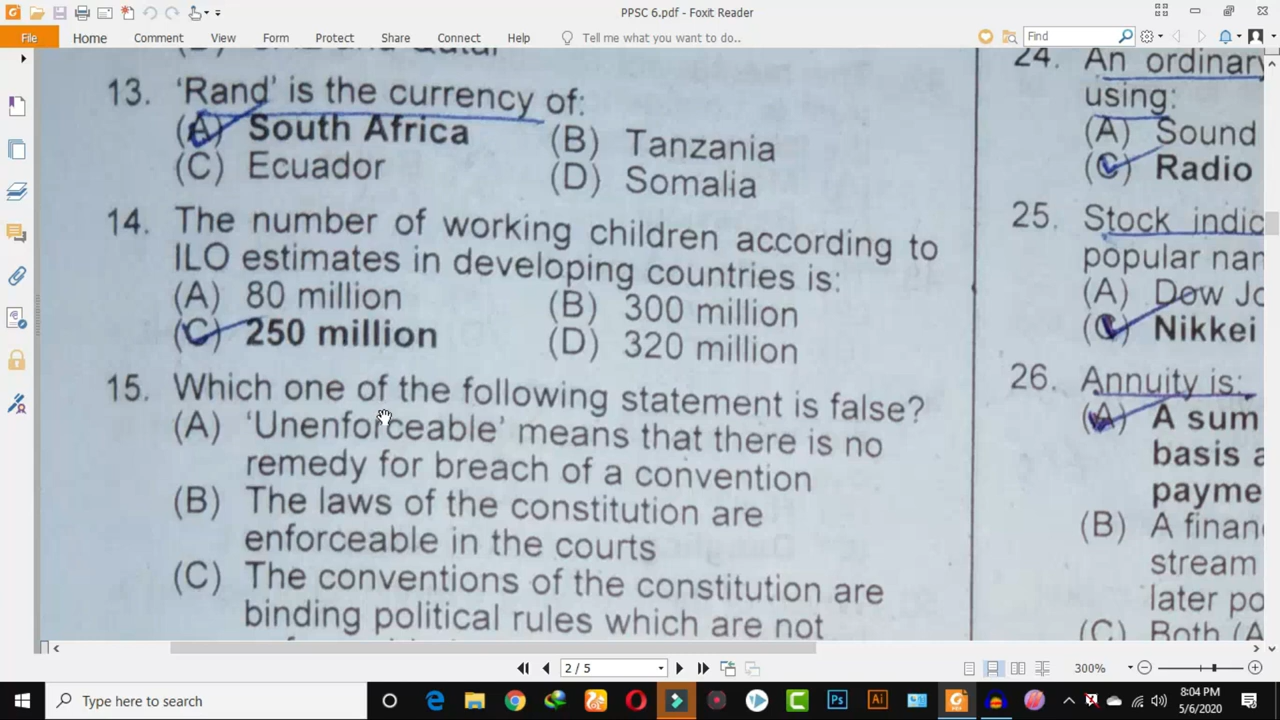 PPSC 6.pdf - Foxit Reader
File Home Comment View Form Protect Share Connect Help Tell me what you want to do.. Find
13. 'Rand' is the currency of:
(A) South Africa (B) Tanzania
(C) Ecuador (D) Somalia
14. The number of working children according to
ILO estimates in developing countries is:
(A) 80 million (B) 300 million
(C) 250 million (D) 320 million
15. Which one of the following statement is false?
(A) 'Unenforceable' means that there is no
remedy for breach of a convention
(B) The laws of the constitution are
enforceable in the courts
(C) The conventions of the constitution are
binding political rules which are not
24. An ordinary
using:
(A) Sound
(C) Radio
25. Stock indic
popular nam
(A) Dow Jo
(C) Nikkei
26. Annuity is:
(A) A sum
basis a
payme
(B) A finan
stream
later po
(C) Both (A
2 / 5
300%
Type here to search
8:04 PM
5/6/2020